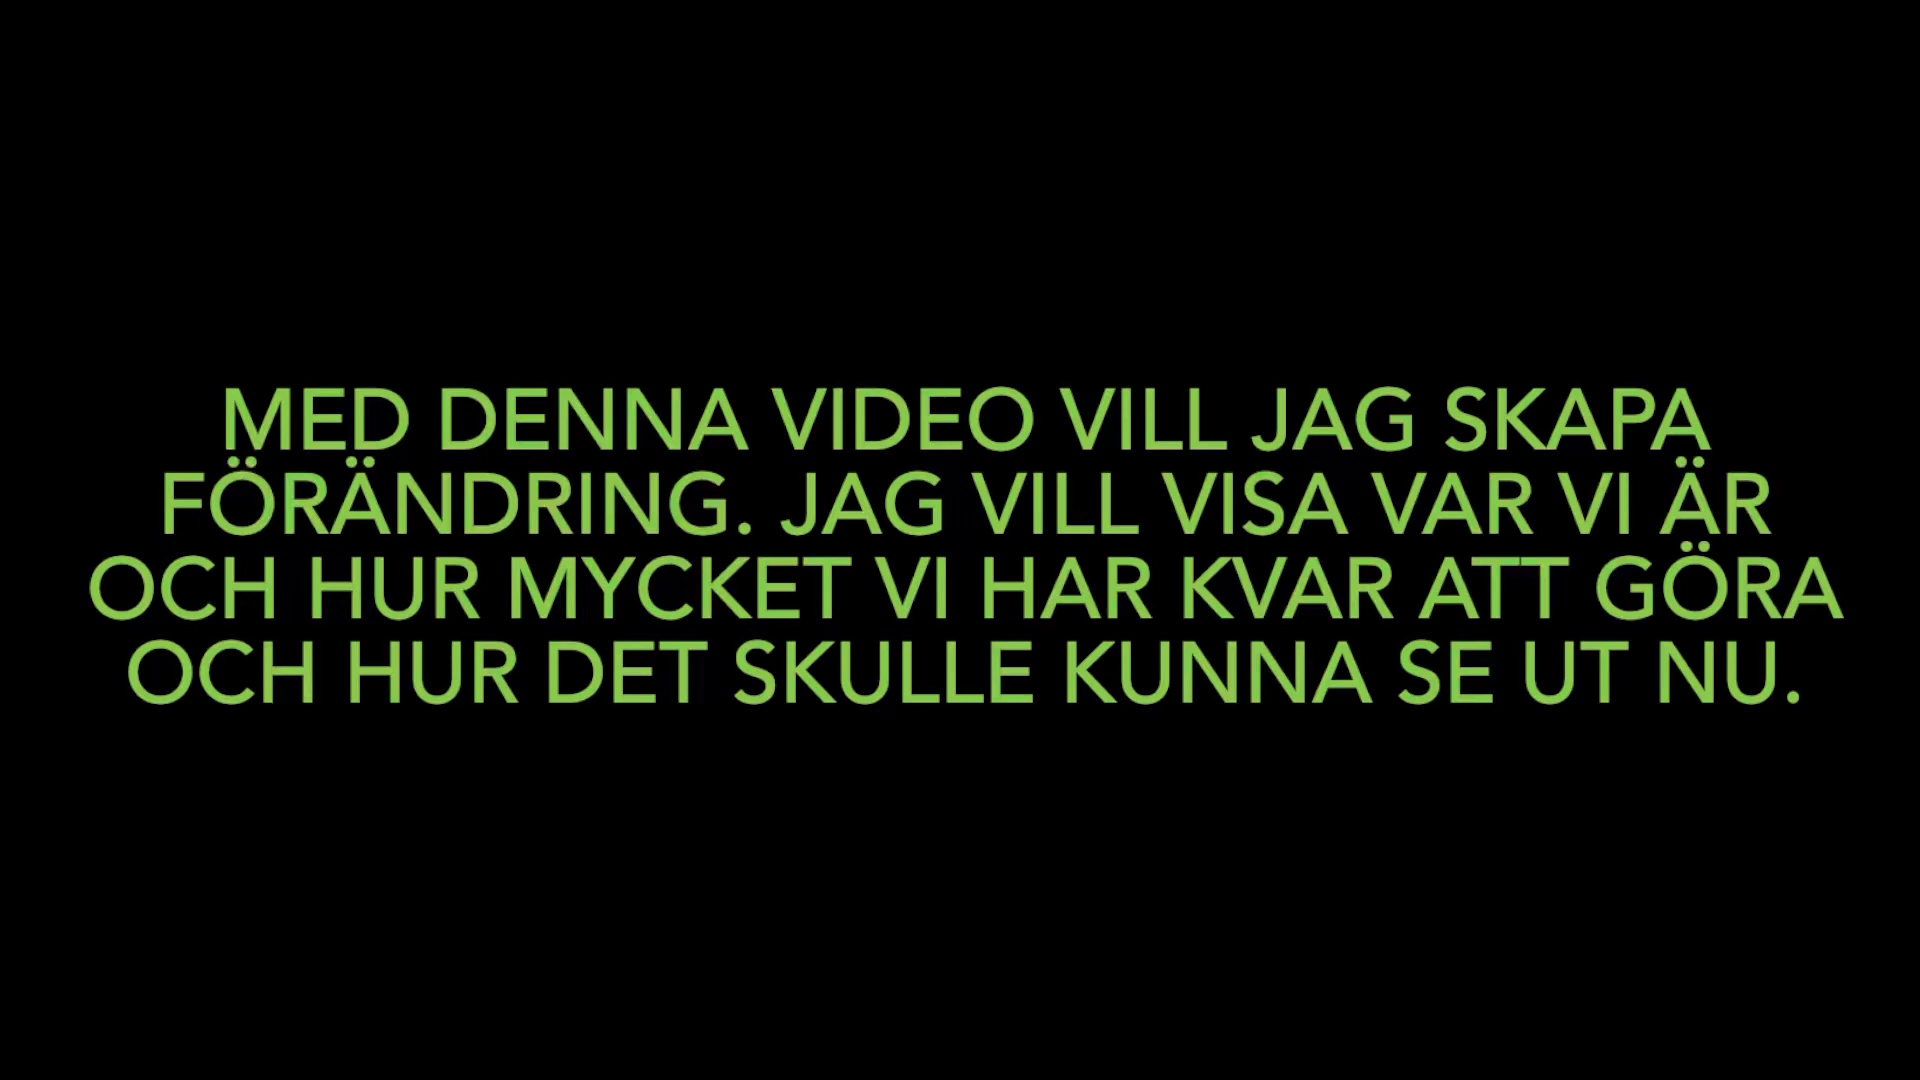 MED DENNA VIDEO VILL JAG SKAPA
FÖRÄNDRING. JAG VILL VISA VAR VI ÄR
OCH HUR MYCKET VI HAR KVAR ATT GÖRA
OCH HUR DET SKULLE KUNNA SE UT NU.